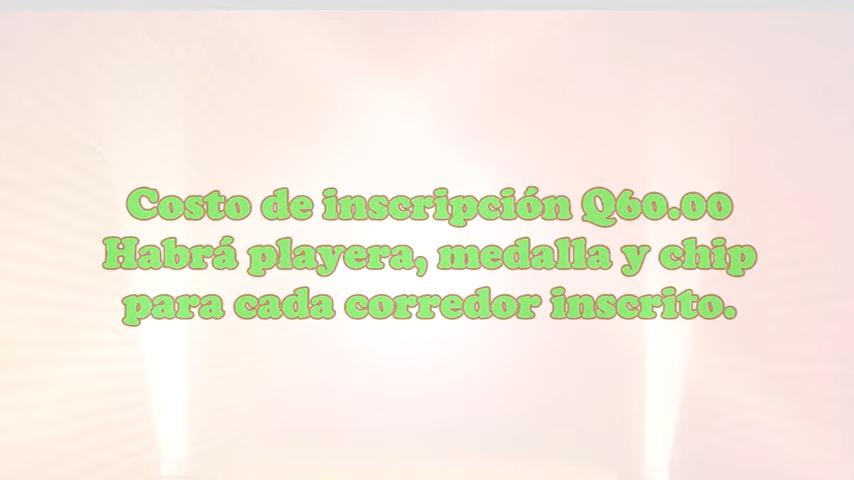 Costo de inscripción Q60.00
Habrá playera, medalla y chip
para cada corredor inscrito.